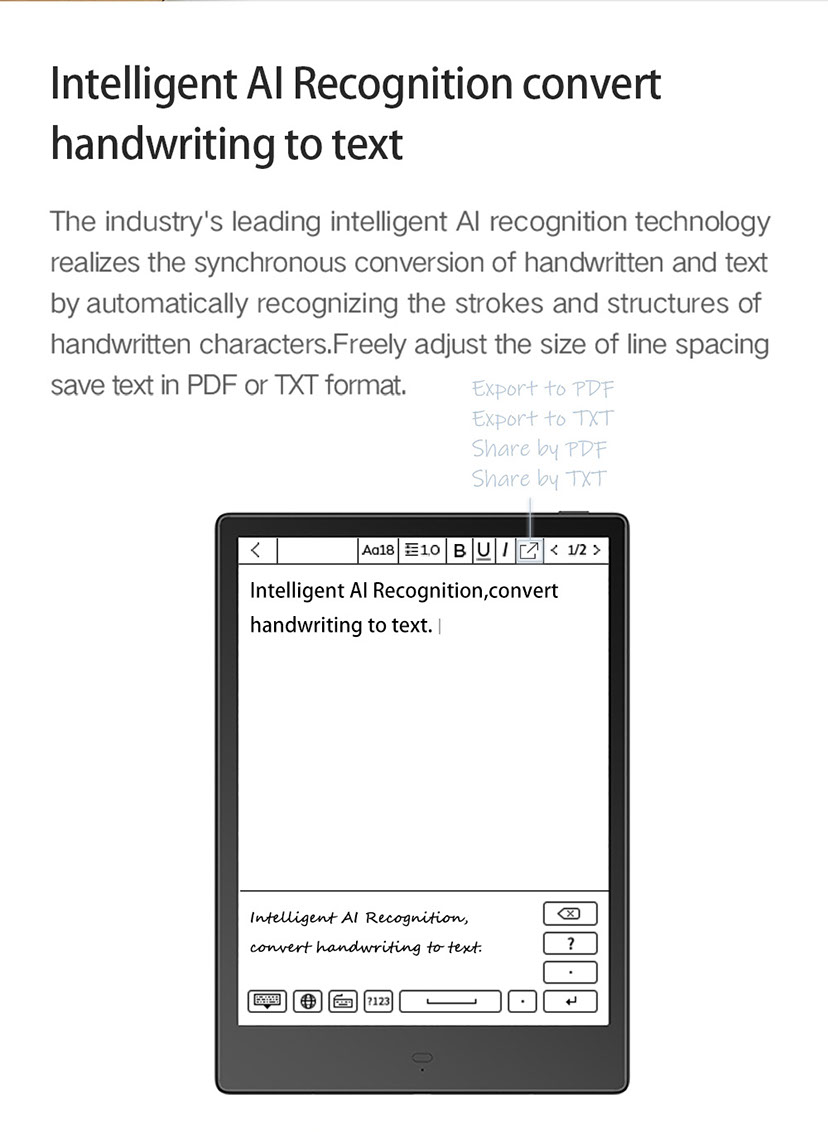 Intelligent AI Recognition convert
handwriting to text
The industry's leading intelligent AI recognition technology
realizes the synchronous conversion of handwritten and text
by automatically recognizing the strokes and structures of
handwritten characters.Freely adjust the size of line spacing
save text in PDF or TXT format.
Export to PDF
Export to TXT
Share by PDF
Share by TXT
Aa18 1.0 B U I < 1/2 >
Intelligent AI Recognition,convert
handwriting to text.
Intelligent AI Recognition,
convert handwriting to text.
?
.
?123 .